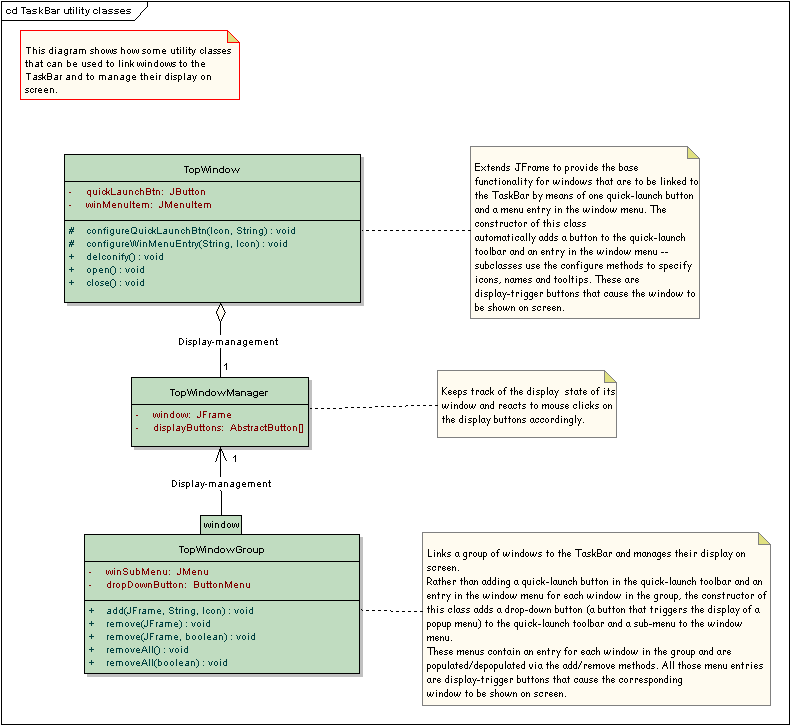 cd TaskBar utility classes
This diagram shows how some utility classes
that can be used to link windows to the
TaskBar and to manage their display on
screen.
TopWindow
- quickLaunchBtn: JButton
- winMenuItem: JMenuItem
# configureQuickLaunchBtn(Icon, String) : void
# configureWinMenuEntry(String, Icon) : void
+ deIconify() : void
+ open() : void
+ close() : void
Extends JFrame to provide the base
functionality for windows that are to be linked to
the TaskBar by means of one quick-launch button
and a menu entry in the window menu. The
constructor of this class
automatically adds a button to the quick-launch
toolbar and an entry in the window menu --
subclasses use the configure methods to specify
icons, names and tooltips. These are
display-trigger buttons that cause the window to
be shown on screen.
Display-management
1
TopWindowManager
- window: JFrame
- displayButtons: AbstractButton[]
Keeps track of the display state of its
window and reacts to mouse clicks on
the display buttons accordingly.
1
Display-management
window
TopWindowGroup
- winSubMenu: JMenu
- dropDownButton: ButtonMenu
+ add(JFrame, String, Icon) : void
+ remove(JFrame) : void
+ remove(JFrame, boolean) : void
+ removeAll() : void
+ removeAll(boolean) : void
Links a group of windows to the TaskBar and manages their display on
screen.
Rather than adding a quick-launch button in the quick-launch toolbar and an
entry in the window menu for each window in the group, the constructor of
this class adds a drop-down button (a button that triggers the display of a
popup menu) to the quick-launch toolbar and a sub-menu to the window
menu.
These menus contain an entry for each window in the group and are
populated/depopulated via the add/remove methods. All those menu entries
are display-trigger buttons that cause the corresponding
window to be shown on screen.